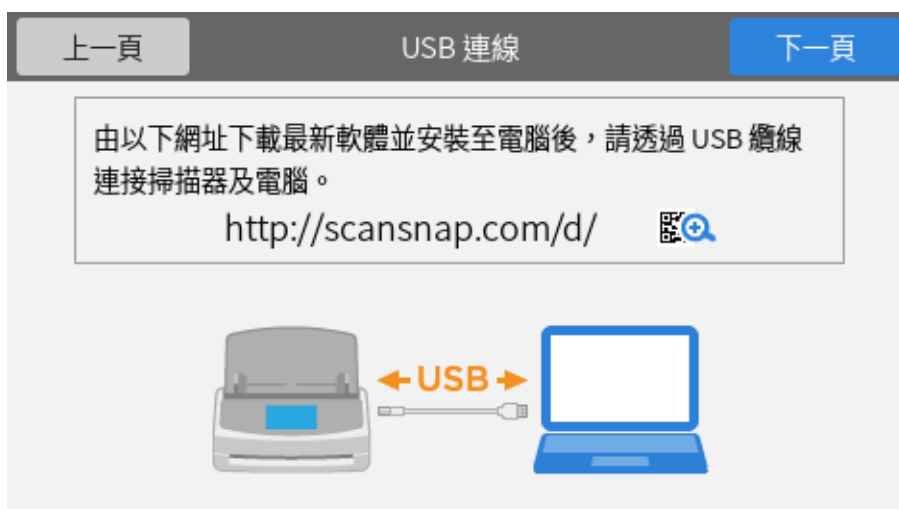 上一頁
USB 連線
下一頁
由以下網址下載最新軟體並安裝至電腦後，請透過 USB 纜線
連接掃描器及電腦。
http://scansnap.com/d/
USB